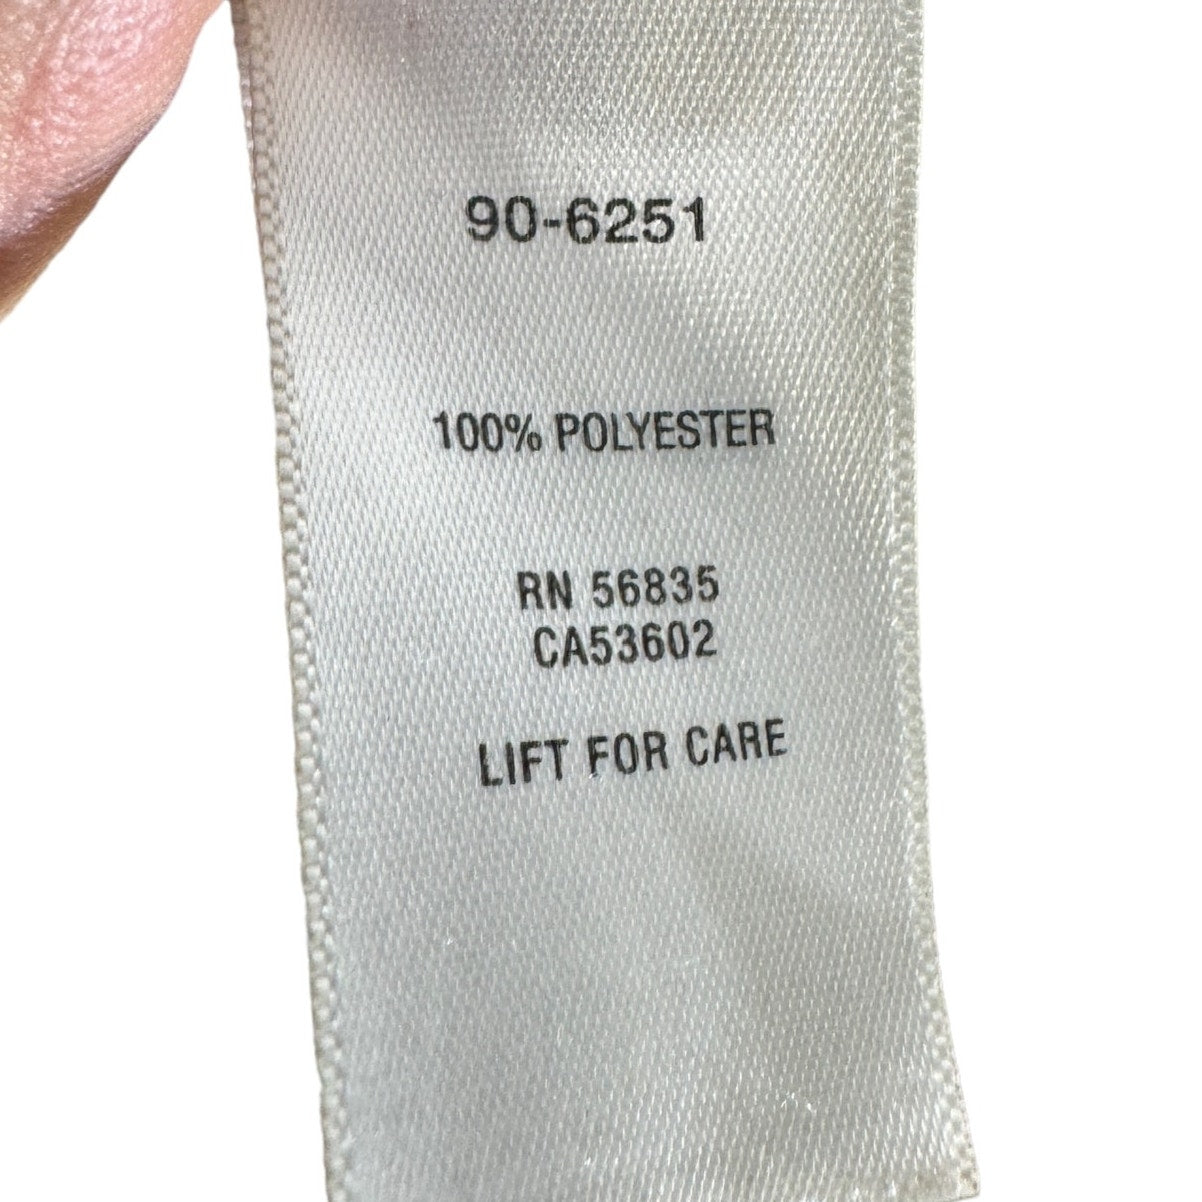 90-6251
100% POLYESTER
RN 56835
CA53602
LIFT FOR CARE